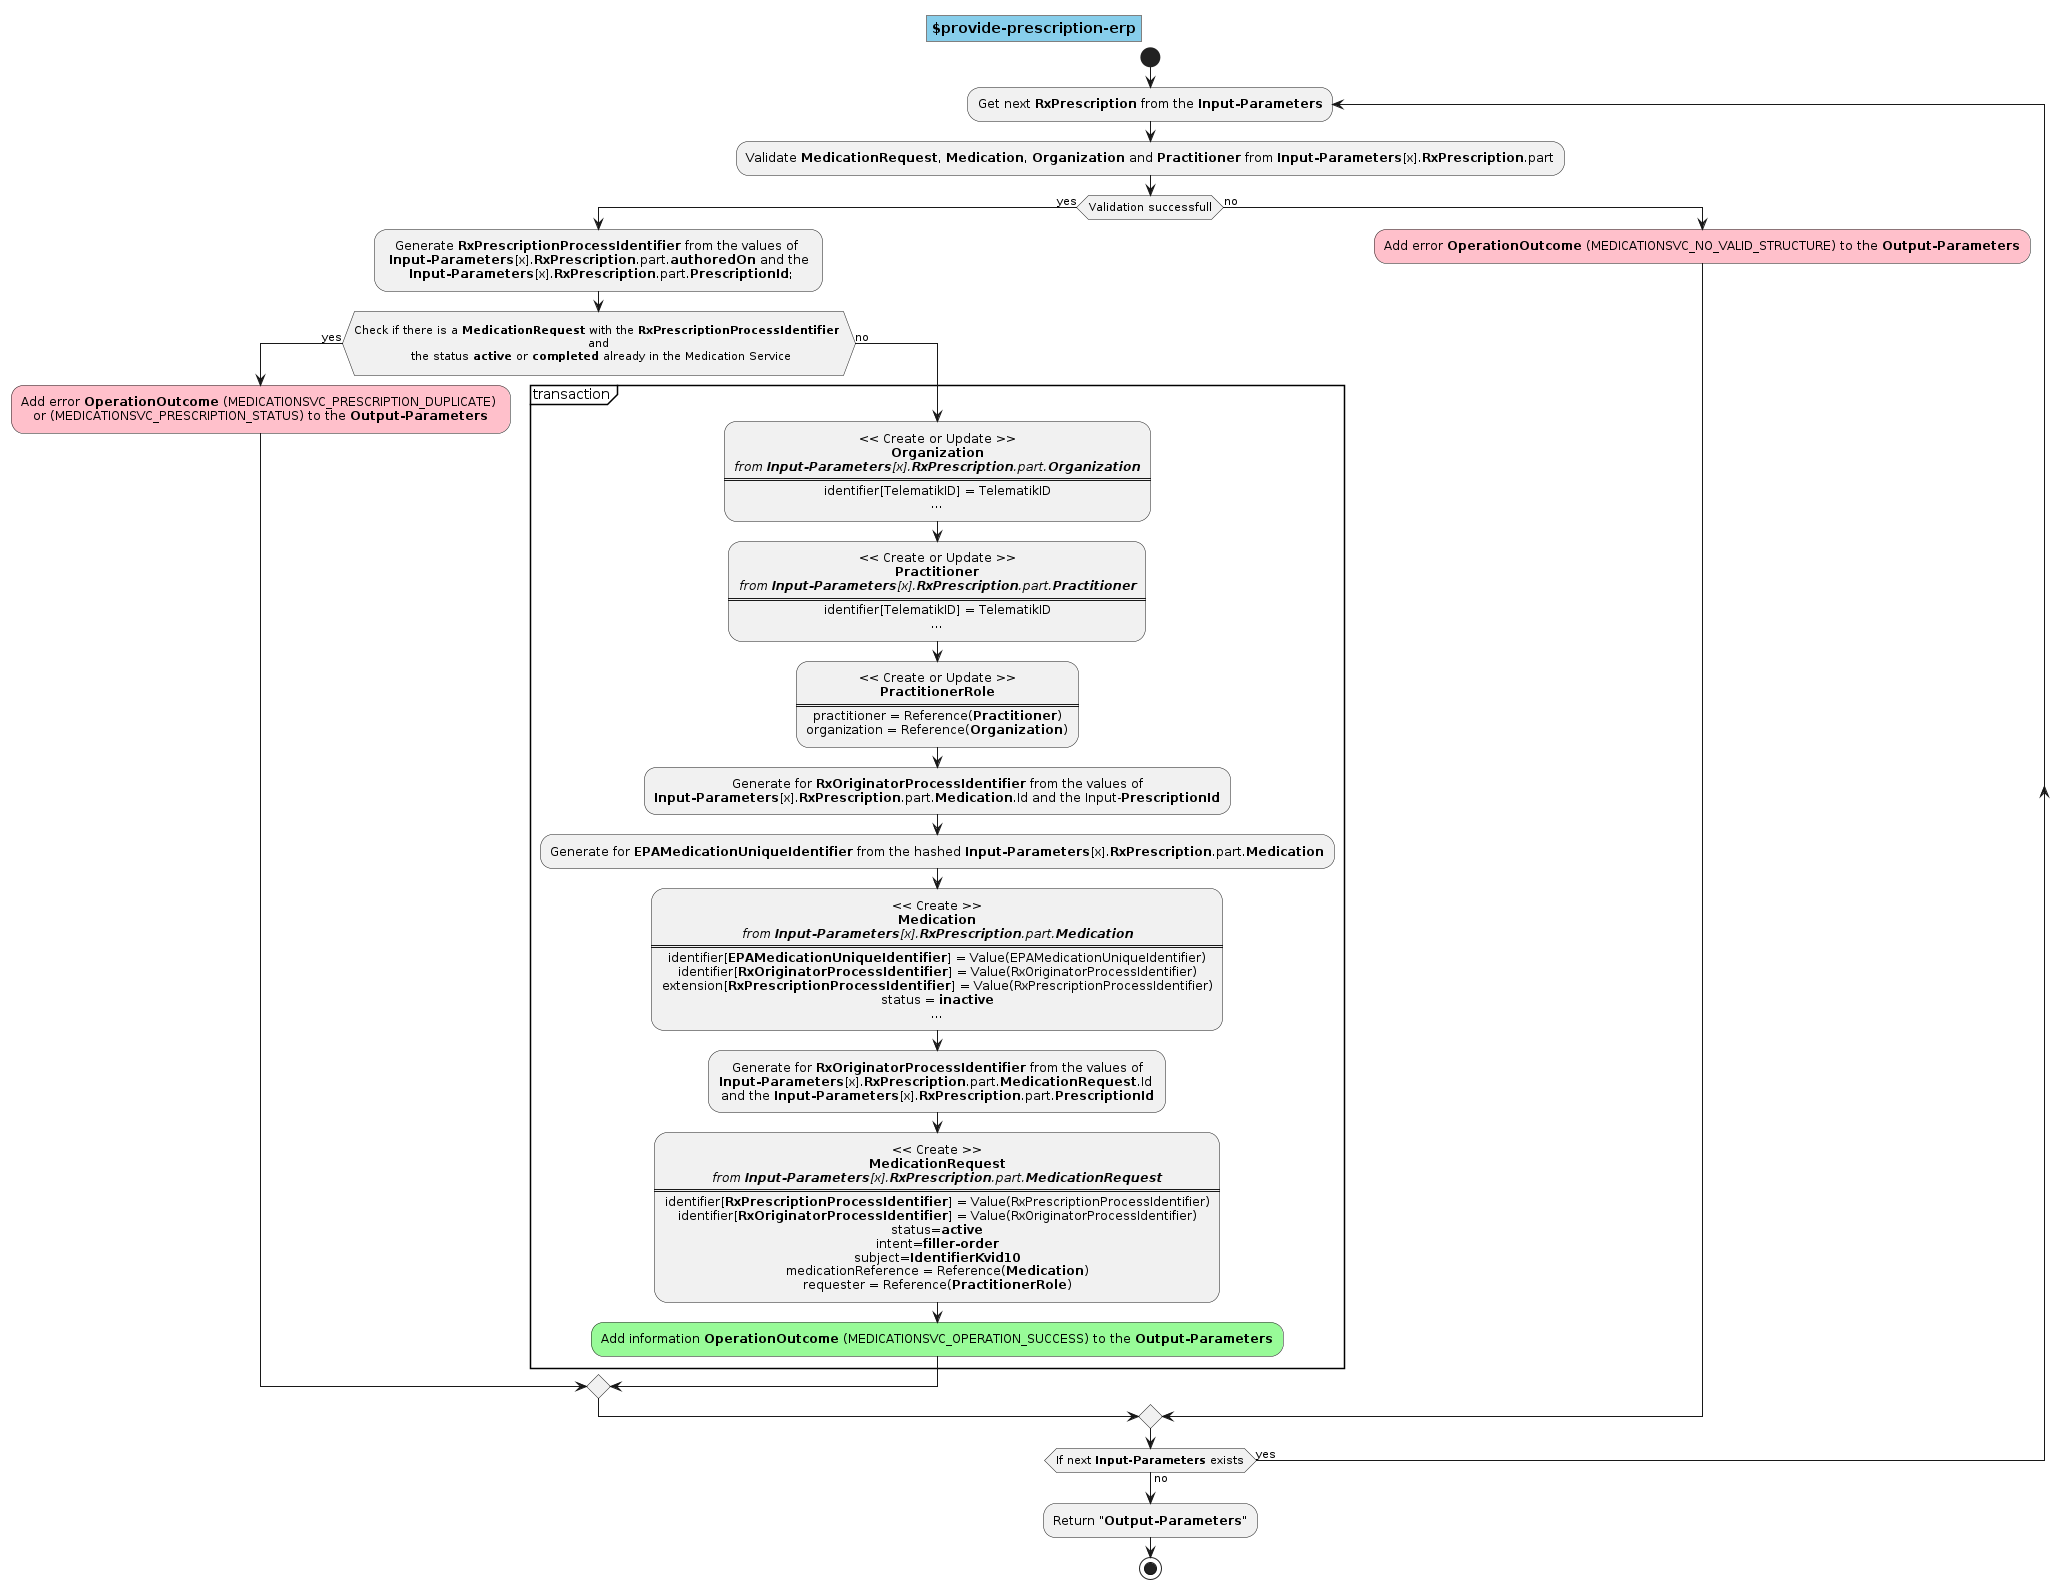 $provide-prescription-erp
Get next RxPrescription from the Input-Parameters
Validate MedicationRequest, Medication, Organization and Practitioner from Input-Parameters[x].RxPrescription.part
yes
Validation successfull
no
Generate RxPrescriptionProcessIdentifier from the values of
Input-Parameters[x].RxPrescription.part.authoredOn and the
Input-Parameters[x].RxPrescription.part.PrescriptionId;
Add error OperationOutcome (MEDICATIONSVC_NO_VALID_STRUCTURE) to the Output-Parameters
yes
Check if there is a MedicationRequest with the RxPrescriptionProcessIdentifier
and
the status active or completed already in the Medication Service
no
Add error OperationOutcome (MEDICATIONSVC_PRESCRIPTION_DUPLICATE)
or (MEDICATIONSVC_PRESCRIPTION_STATUS) to the Output-Parameters
transaction
<< Create or Update >>
Organization
from Input-Parameters[x].RxPrescription.part.Organization
identifier[TelematikID] = TelematikID
...
<< Create or Update >>
Practitioner
from Input-Parameters[x].RxPrescription.part.Practitioner
identifier[TelematikID] = TelematikID
...
<< Create or Update >>
PractitionerRole
practitioner = Reference(Practitioner)
organization = Reference(Organization)
Generate for RxOriginatorProcessIdentifier from the values of
Input-Parameters[x].RxPrescription.part.Medication.Id and the Input-PrescriptionId
Generate for EPAMedicationUniqueIdentifier from the hashed Input-Parameters[x].RxPrescription.part.Medication
<< Create >>
Medication
from Input-Parameters[x].RxPrescription.part.Medication
identifier[EPAMedicationUniqueIdentifier] = Value(EPAMedicationUniqueIdentifier)
identifier[RxOriginatorProcessIdentifier] = Value(RxOriginatorProcessIdentifier)
extension[RxPrescriptionProcessIdentifier] = Value(RxPrescriptionProcessIdentifier)
status = inactive
...
Generate for RxOriginatorProcessIdentifier from the values of
Input-Parameters[x].RxPrescription.part.MedicationRequest.Id
and the Input-Parameters[x].RxPrescription.part.PrescriptionId
<< Create >>
MedicationRequest
from Input-Parameters[x].RxPrescription.part.MedicationRequest
identifier[RxPrescriptionProcessIdentifier] = Value(RxPrescriptionProcessIdentifier)
identifier[RxOriginatorProcessIdentifier] = Value(RxOriginatorProcessIdentifier)
status=active
intent=filler-order
subject=IdentifierKvid10
medicationReference = Reference(Medication)
requester = Reference(PractitionerRole)
Add information OperationOutcome (MEDICATIONSVC_OPERATION_SUCCESS) to the Output-Parameters
If next Input-Parameters exists
yes
no
Return "Output-Parameters"